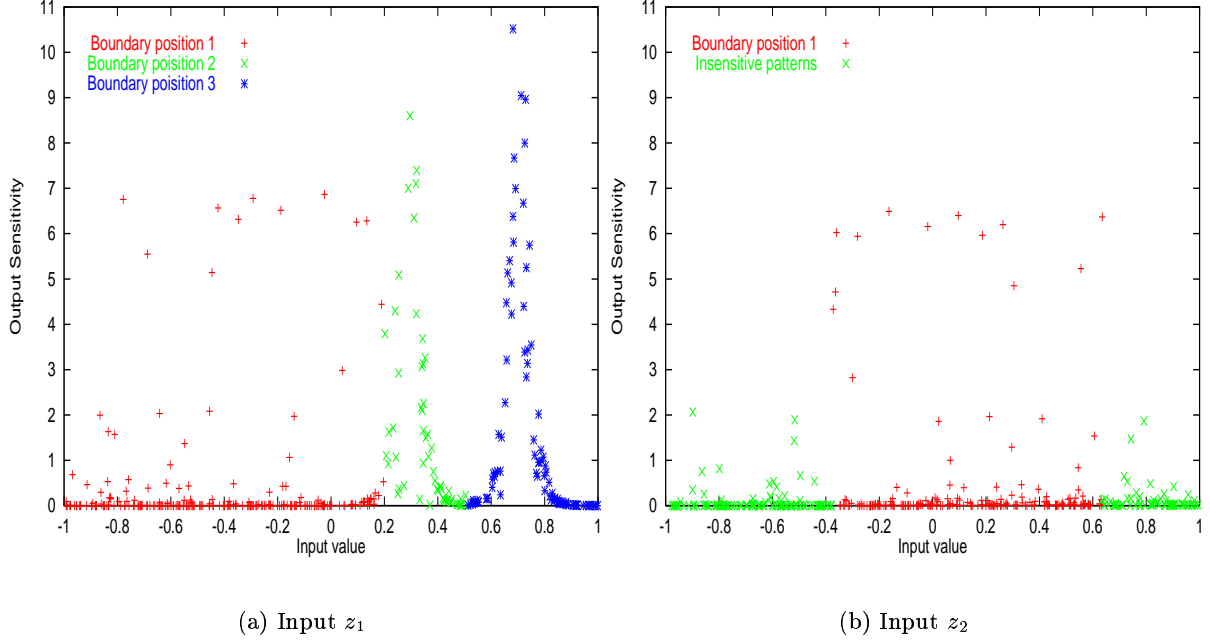 Output Sensitivity
11
10
9
8
7
6
5
4
3
2
1
0
Boundary position 1
Boundary poisition 2
Boundary poisition 3
-1 -0.8 -0.6 -0.4 -0.2 0 0.2 0.4 0.6 0.8 1
Input value
(a) Input z1
Output Sensitivity
11
10
9
8
7
6
5
4
3
2
1
0
Boundary position 1
Insensitive patterns
-1 -0.8 -0.6 -0.4 -0.2 0 0.2 0.4 0.6 0.8 1
Input value
(b) Input z2